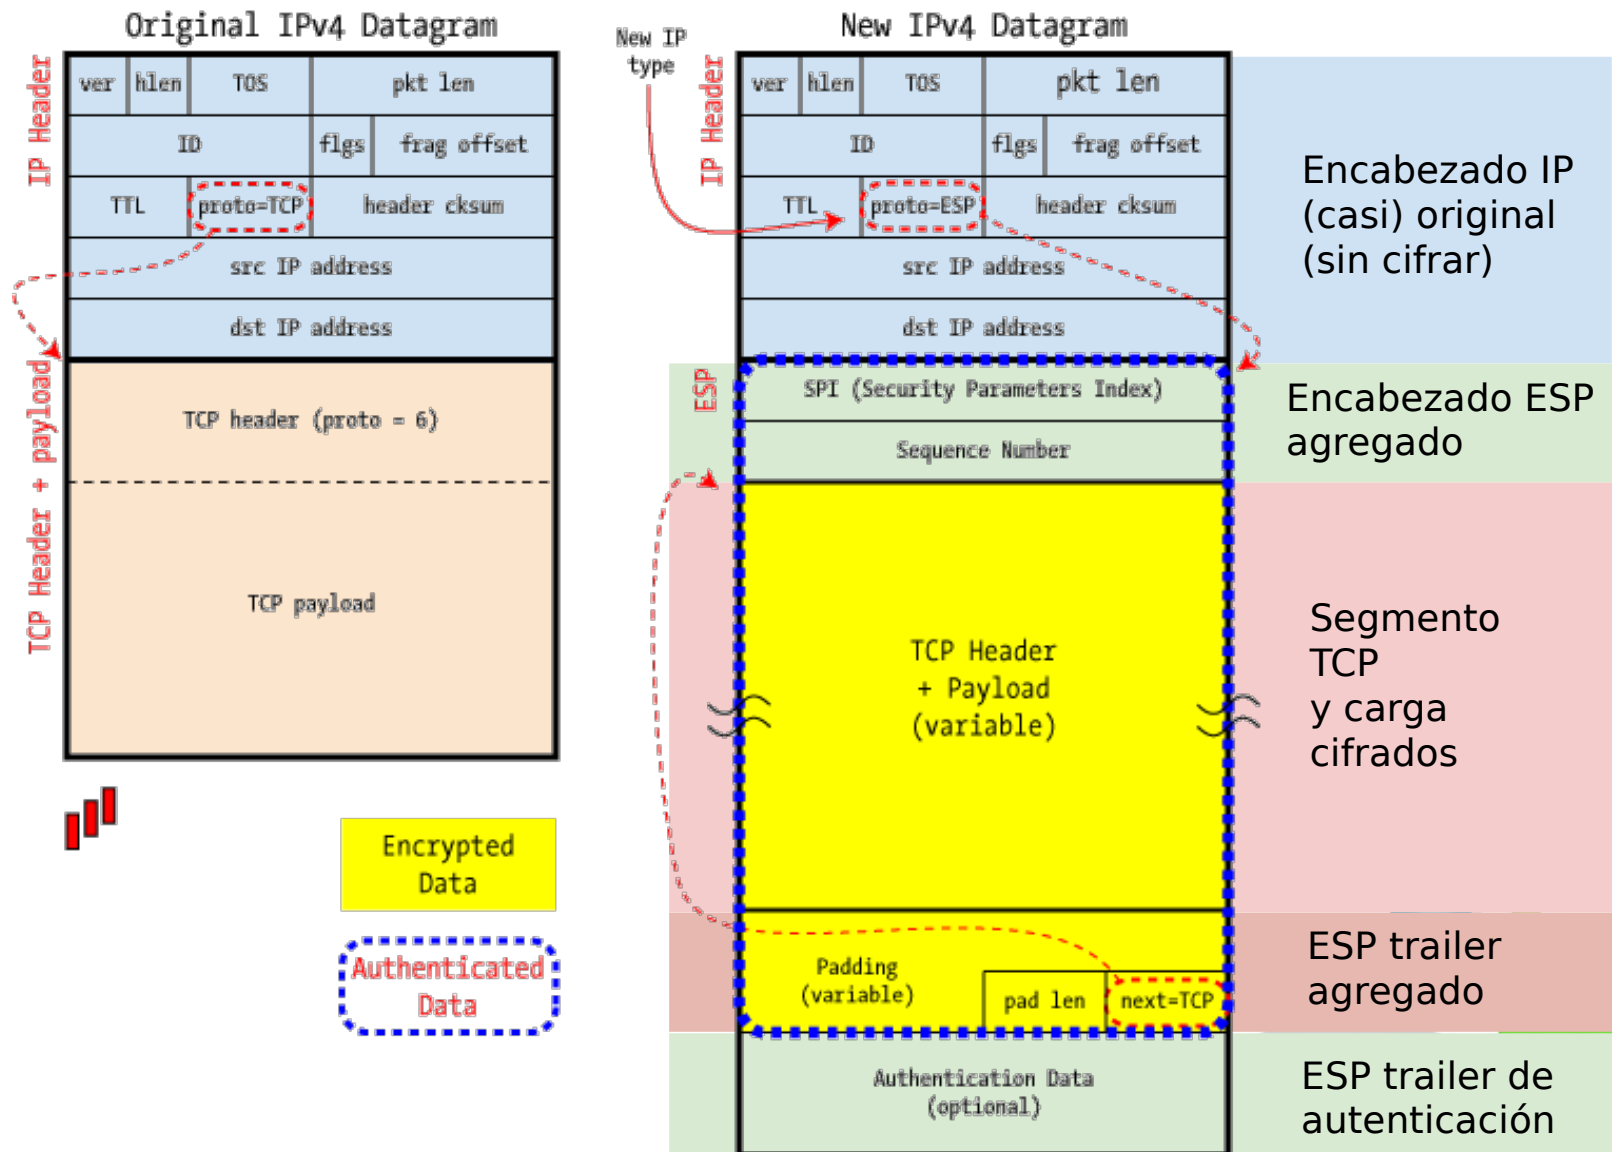 Original IPv4 Datagram
IP Header
ver hlen TOS pkt len
ID flgs frag offset
TTL proto=TCP header cksum
src IP address
dst IP address
TCP Header + payload
TCP header (proto = 6)
TCP payload
Encrypted
Data
Authenticated
Data
New IP
type
New IPv4 Datagram
IP Header
ver hlen TOS pkt len
ID flgs frag offset
TTL proto=ESP header cksum
src IP address
dst IP address
ESP
SPI (Security Parameters Index)
Sequence Number
TCP Header
+ Payload
(variable)
Padding
(variable)
pad len
next=TCP
Authentication Data
(optional)
Encabezado IP
(casi) original
(sin cifrar)
Encabezado ESP
agregado
Segmento
TCP
y carga
cifrados
ESP trailer
agregado
ESP trailer de
autenticación